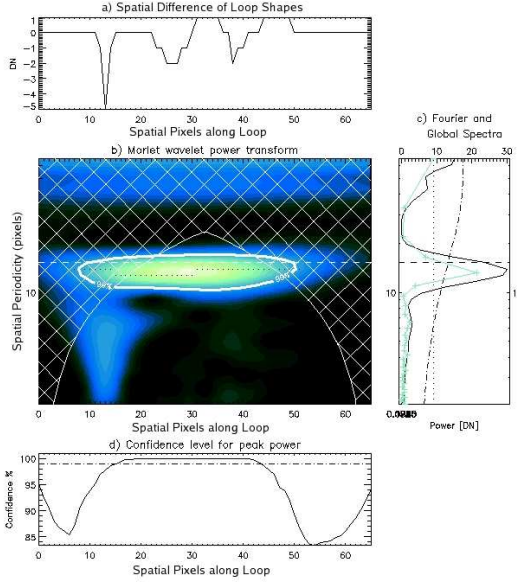 a) Spatial Difference of Loop Shapes
1
0
-1
-2
-3
-4
-5
DN
0 10 20 30 40 50 60
Spatial Pixels along Loop
b) Morlet wavelet power transform
Spatial Periodicity (pixels)
10
99%
99%
0 10 20 30 40 50 60
Spatial Pixels along Loop
c) Fourier and
Global Spectra
0 10 20 30
10
1
Power [DN]
d) Confidence level for peak power
Confidence %
100
95
90
85
0 10 20 30 40 50 60
Spatial Pixels along Loop